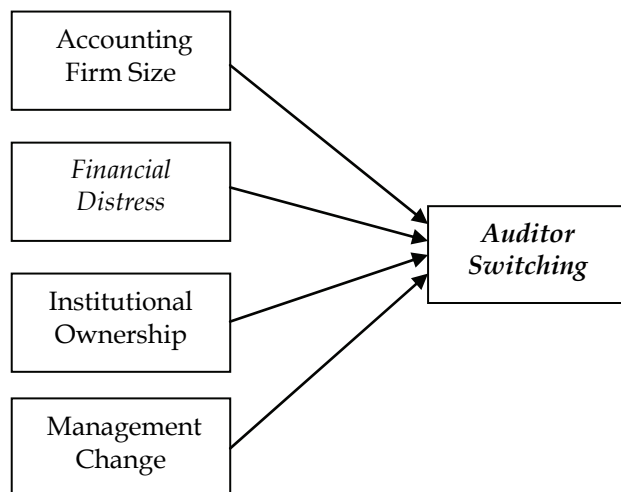 Accounting
Firm Size
Financial
Distress
Auditor
Switching
Institutional
Ownership
Management
Change